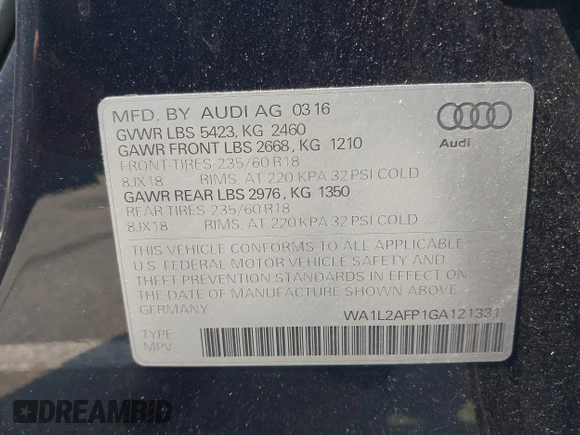 MFD. BY AUDI AG 03 16
GVWR LBS 5423, KG 2460
GAWR FRONT LBS 2668, KG 1210
FRONT TIRES 235/60 R18
8JX18 RIMS, AT 220 KPA 32 PSI COLD
GAWR REAR LBS 2976, KG 1350
REAR TIRES 235/60 R18
8JX18 RIMS, AT 220 KPA 32 PSI COLD
Audi
THIS VEHICLE CONFORMS TO ALL APPLICABLE
U.S. FEDERAL MOTOR VEHICLE SAFETY AND
THEFT PREVENTION STANDARDS IN EFFECT ON
THE DATE OF MANUFACTURE SHOWN ABOVE.
GERMANY WA1L2AFP1GA121331
TYPE
MPV
DREAMBID